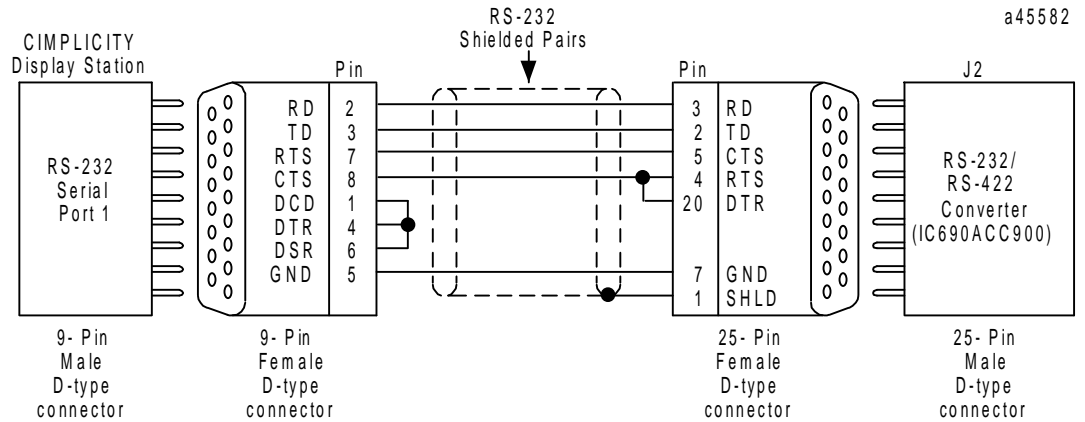 RS-232
Shielded Pairs
a45582
CIMPLICITY
Display Station
Pin
Pin
J2
RS-232
Serial
Port 1
RD 2
TD 3
RTS 7
CTS 8
DCD 1
DTR 4
DSR 6
GND 5
3 RD
2 TD
5 CTS
4 RTS
20 DTR
7 GND
1 SHLD
RS-232/
RS-422
Converter
(IC690ACC900)
9- Pin
Male
D-type
connector
9- Pin
Female
D-type
connector
25- Pin
Female
D-type
connector
25- Pin
Male
D-type
connector